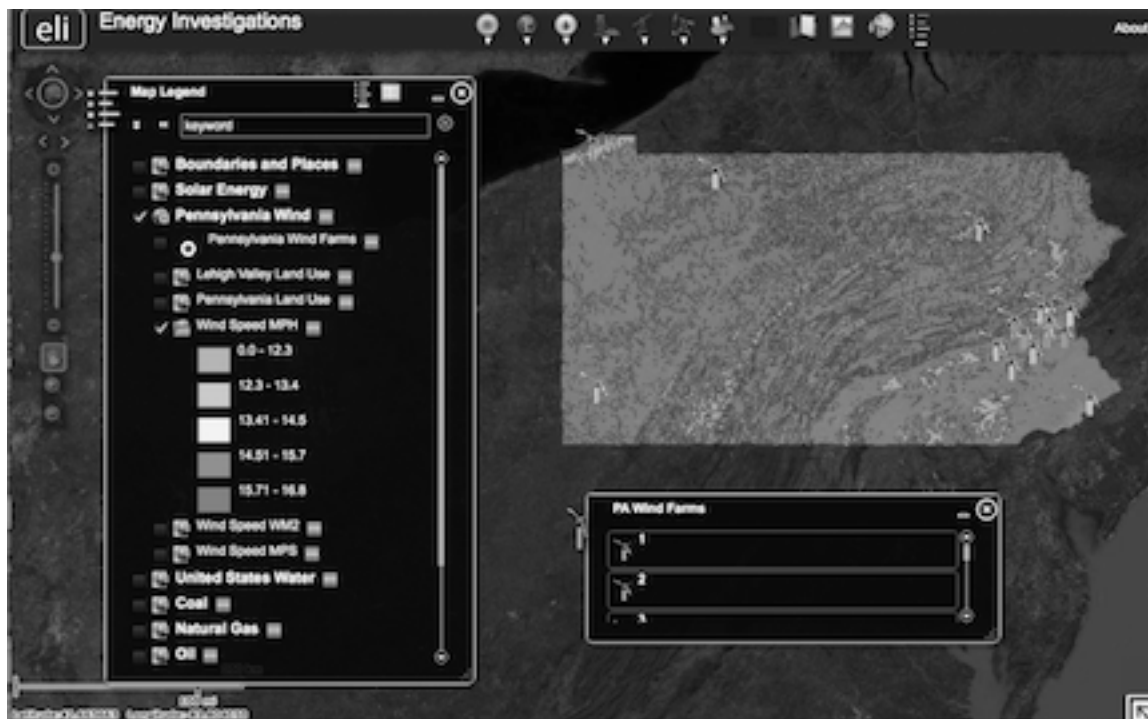 eli
Energy Investigations
About
Map Legend
keyword
Boundaries and Places
Solar Energy
Pennsylvania Wind
Pennsylvania Wind Farms
Lehigh Valley Land Use
Pennsylvania Land Use
Wind Speed MPH
0.0 - 12.3
12.3 - 13.4
13.41 - 14.5
14.51 - 15.7
15.71 - 16.8
Wind Speed WM2
Wind Speed MPS
United States Water
Coal
Natural Gas
Oil
PA Wind Farms
1
2
3